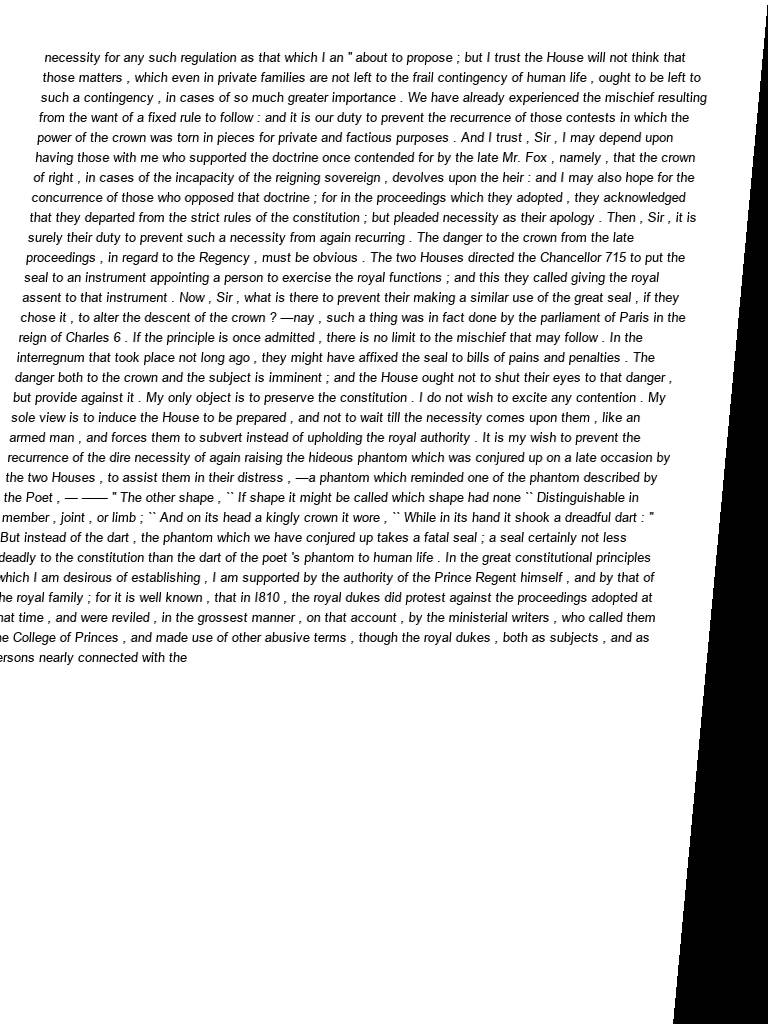 necessity for any such regulation as that which I an " about to propose ; but I trust the House will not think that
those matters , which even in private families are not left to the frail contingency of human life , ought to be left to
such a contingency , in cases of so much greater importance . We have already experienced the mischief resulting
from the want of a fixed rule to follow : and it is our duty to prevent the recurrence of those contests in which the
power of the crown was torn in pieces for private and factious purposes . And I trust , Sir , I may depend upon
having those with me who supported the doctrine once contended for by the late Mr. Fox , namely , that the crown
of right , in cases of the incapacity of the reigning sovereign , devolves upon the heir : and I may also hope for the
concurrence of those who opposed that doctrine ; for in the proceedings which they adopted , they acknowledged
that they departed from the strict rules of the constitution ; but pleaded necessity as their apology . Then , Sir , it is
surely their duty to prevent such a necessity from again recurring . The danger to the crown from the late
proceedings , in regard to the Regency , must be obvious . The two Houses directed the Chancellor 715 to put the
seal to an instrument appointing a person to exercise the royal functions ; and this they called giving the royal
assent to that instrument . Now , Sir , what is there to prevent their making a similar use of the great seal , if they
chose it , to alter the descent of the crown ? —nay , such a thing was in fact done by the parliament of Paris in the
reign of Charles 6 . If the principle is once admitted , there is no limit to the mischief that may follow . In the
interregnum that took place not long ago , they might have affixed the seal to bills of pains and penalties . The
danger both to the crown and the subject is imminent ; and the House ought not to shut their eyes to that danger ,
but provide against it . My only object is to preserve the constitution . I do not wish to excite any contention . My
sole view is to induce the House to be prepared , and not to wait till the necessity comes upon them , like an
armed man , and forces them to subvert instead of upholding the royal authority . It is my wish to prevent the
recurrence of the dire necessity of again raising the hideous phantom which was conjured up on a late occasion by
the two Houses , to assist them in their distress , —a phantom which reminded one of the phantom described by
the Poet , — —— " The other shape , `` If shape it might be called which shape had none `` Distinguishable in
member , joint , or limb ; `` And on its head a kingly crown it wore , `` While in its hand it shook a dreadful dart : "
But instead of the dart , the phantom which we have conjured up takes a fatal seal ; a seal certainly not less
deadly to the constitution than the dart of the poet 's phantom to human life . In the great constitutional principles
which I am desirous of establishing , I am supported by the authority of the Prince Regent himself , and by that of
he royal family ; for it is well known , that in I810 , the royal dukes did protest against the proceedings adopted at
hat time , and were reviled , in the grossest manner , on that account , by the ministerial writers , who called them
e College of Princes , and made use of other abusive terms , though the royal dukes , both as subjects , and as
ersons nearly connected with the